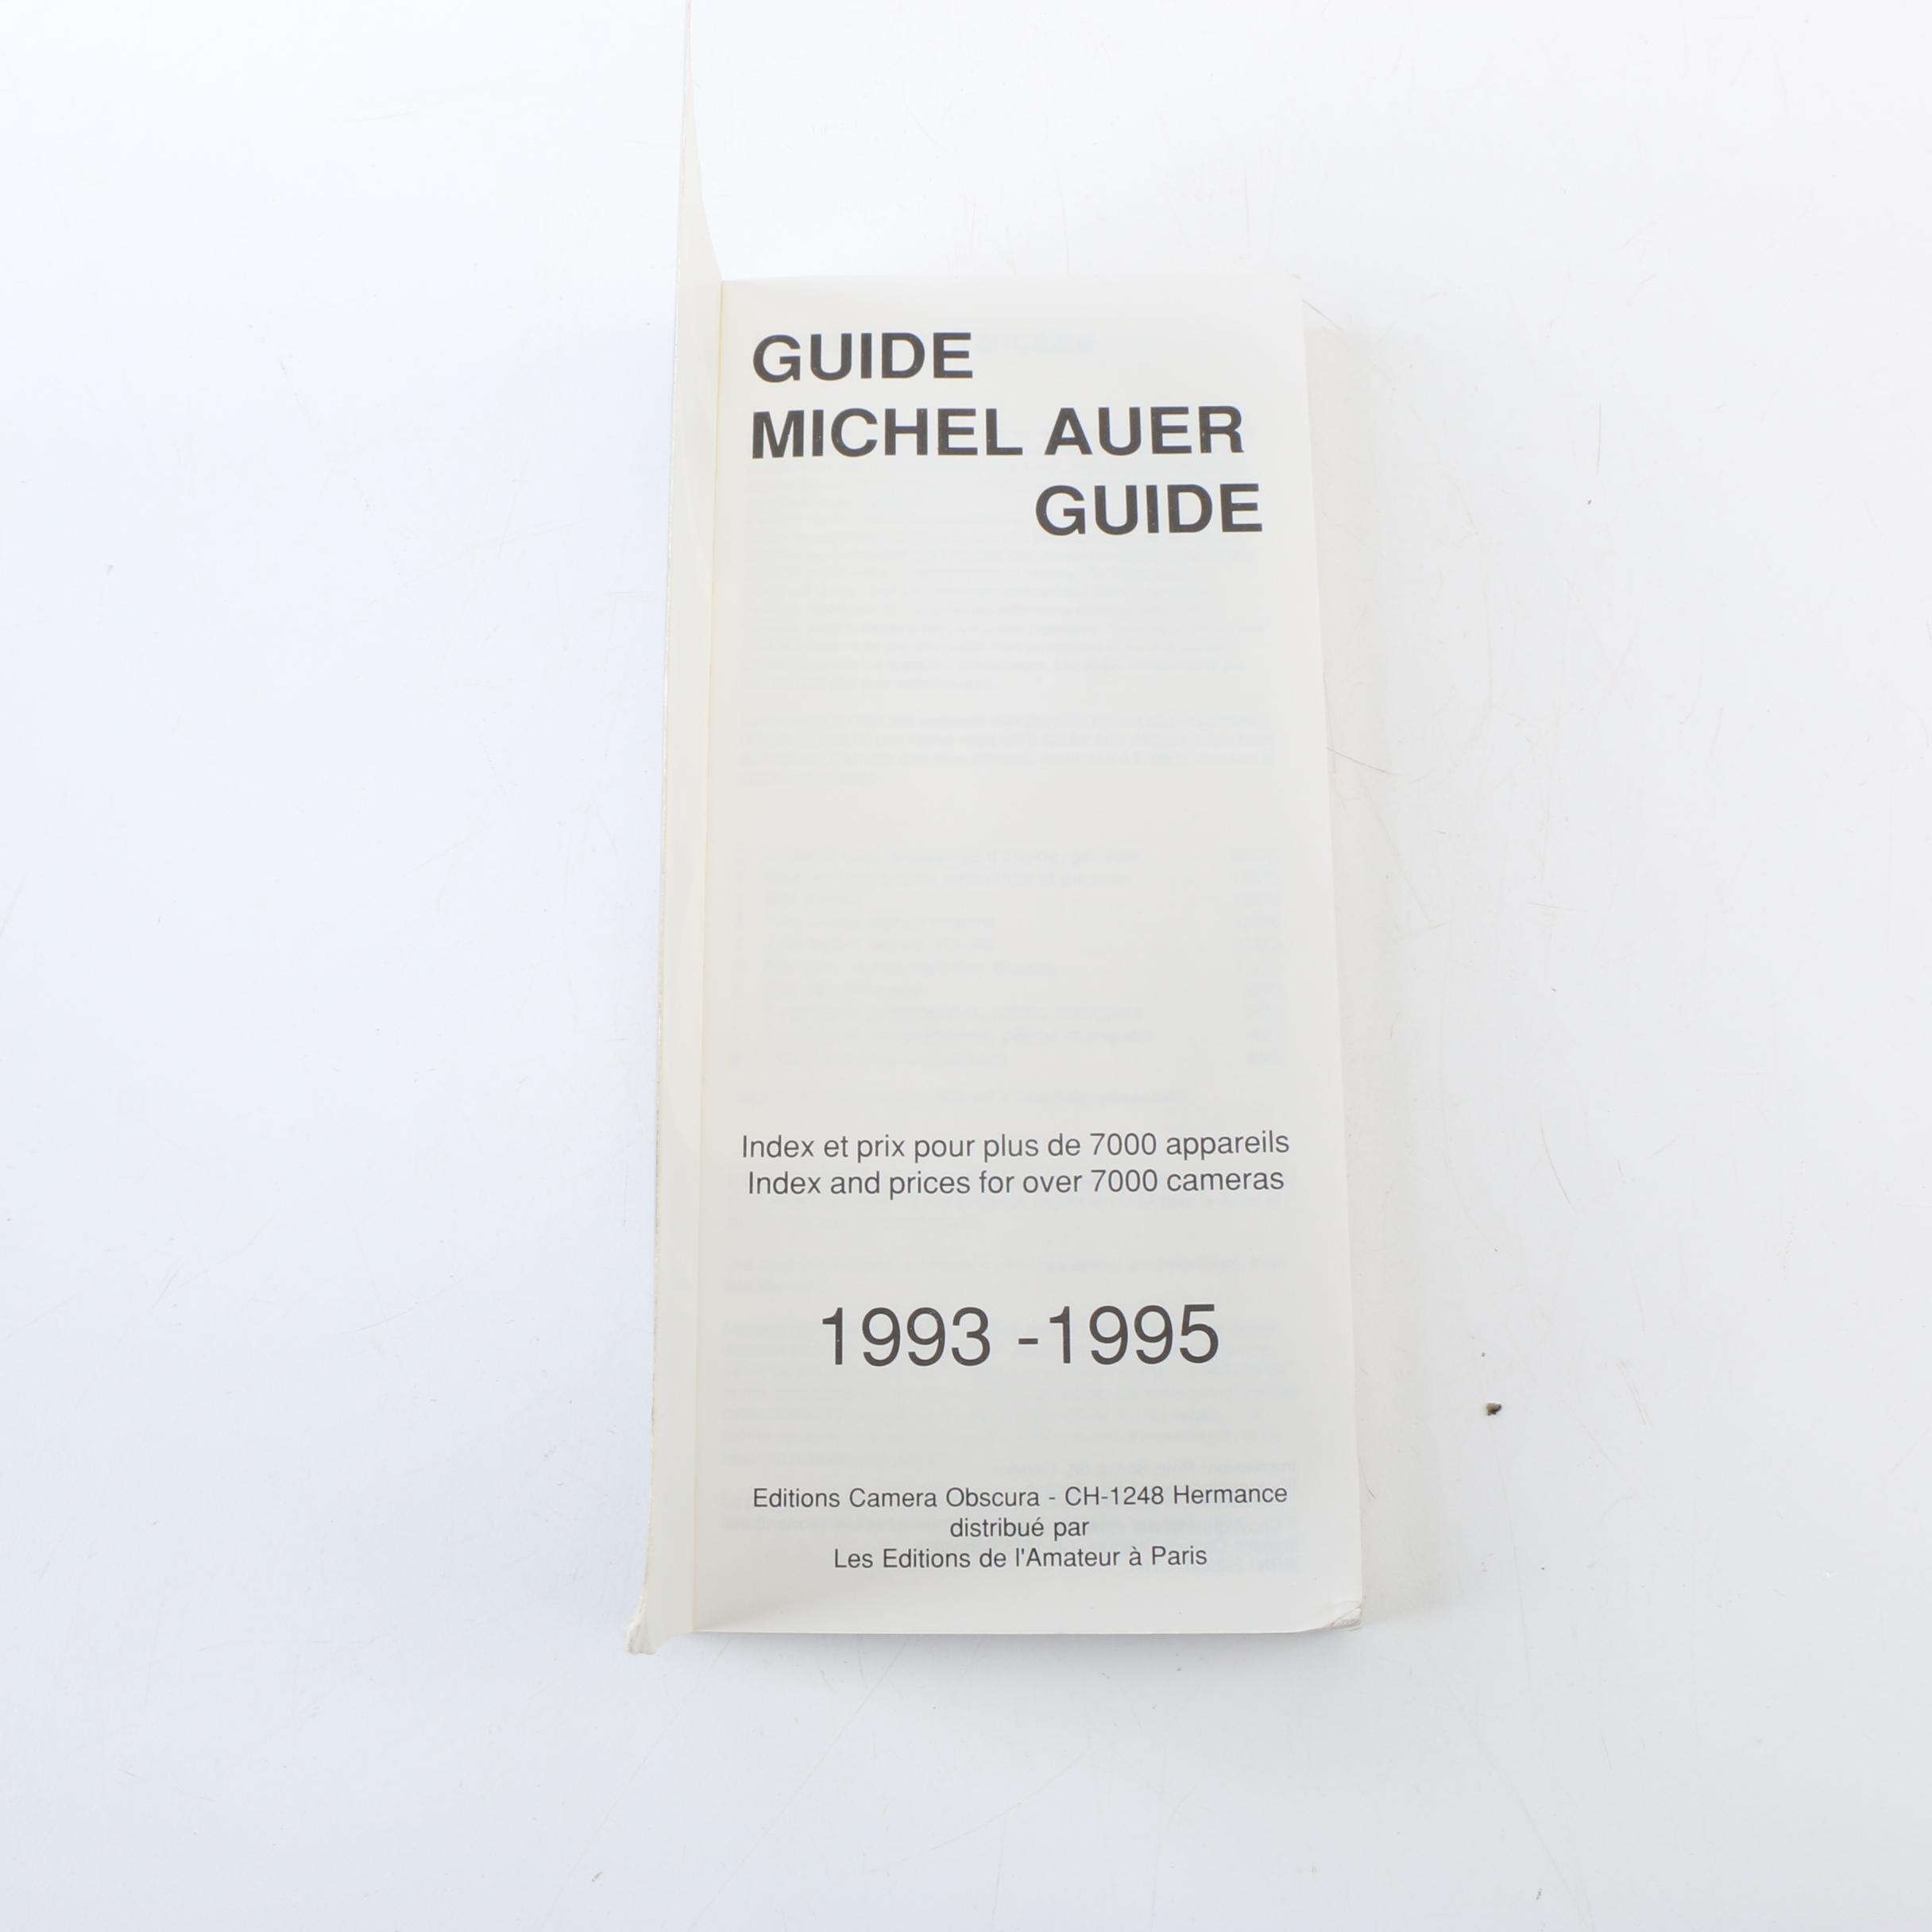 GUIDE
MICHEL AUER
GUIDE
Index et prix pour plus de 7000 appareils
Index and prices for over 7000 cameras
1993 -1995
Editions Camera Obscura - CH-1248 Hermance
distribué par
Les Editions de l'Amateur à Paris